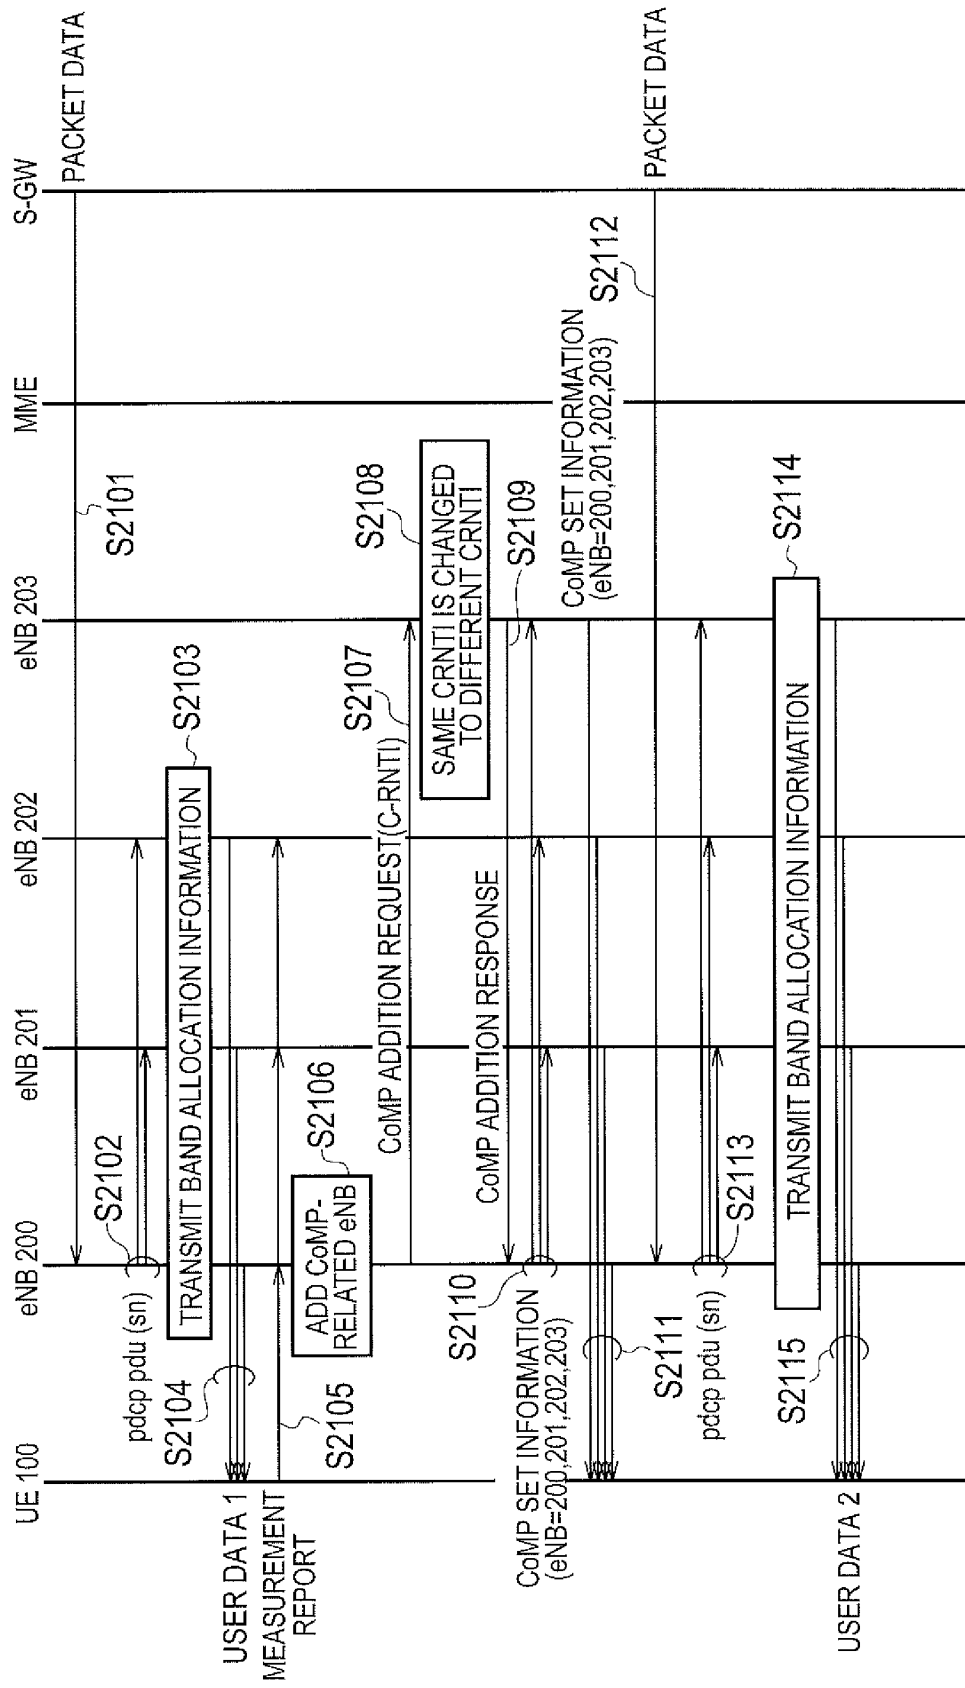 UE 100
eNB 200
eNB 201
eNB 202
eNB 203
MME
S-GW
PACKET DATA
S2101
S2102
pdcp pdu (sn)
TRANSMIT BAND ALLOCATION INFORMATION
S2103
S2104
USER DATA 1
MEASUREMENT
REPORT
S2105
ADD CoMP-
RELATED eNB
S2106
CoMP ADDITION REQUEST(C-RNTI)
S2107
SAME CRNTI IS CHANGED
TO DIFFERENT CRNTI
S2108
CoMP ADDITION RESPONSE
S2109
S2110
CoMP SET INFORMATION
(eNB=200,201,202,203)
CoMP SET INFORMATION
(eNB=200,201,202,203)
S2111
S2112
PACKET DATA
pdcp pdu (sn)
S2113
TRANSMIT BAND ALLOCATION INFORMATION
S2114
S2115
USER DATA 2